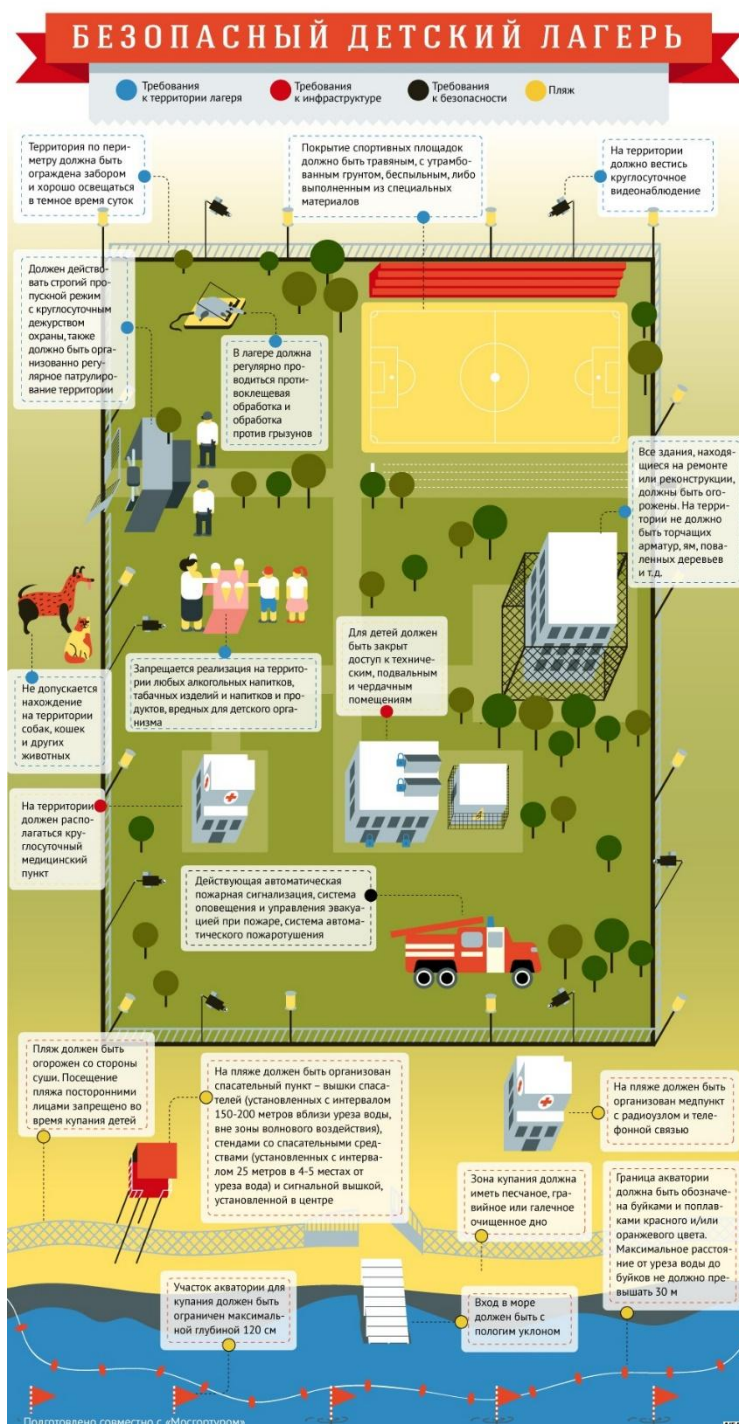 БЕЗОПАСНЫЙ ДЕТСКИЙ ЛАГЕРЬ
Требования
к территории лагеря
Требования
к инфраструктуре
Требования
к безопасности
Пляж
Территория по пери-
метру должна быть
ограждена забором
и хорошо освещаться
в темное время суток
Покрытие спортивных площадок
должно быть травяным, с утрамбо-
ванным грунтом, беспыльным, либо
выполненным из специальных
материалов
На территории
должно вестись
круглосуточное
видеонаблюдение
Должен действо-
вать строгий про-
пускной режим
с круглосуточным
дежурством
охраны, также
должно быть орга-
низованно регу-
лярное патрулиро-
вание территории
В лагере должна
регулярно про-
водиться проти-
воклещевая
обработка и
обработка
против грызунов
Все здания, находя-
щиеся на ремонте
или реконструкции,
должны быть ого-
рожены. На терри-
тории не должно
быть торчащих
арматур, ям, пова-
ленных деревьев
и т.д.
Не допускается
нахождение
на территории
собак, кошек
и других
животных
Запрещается реализация на террито-
рии любых алкогольных напитков,
табачных изделий и напитков и про-
дуктов, вредных для детского орга-
низма
Для детей должен
быть закрыт
доступ к техниче-
ским, подвальным
и чердачным
помещениям
На территории
должен распо-
лагаться кру-
глосуточный
медицинский
пункт
Действующая автоматическая
пожарная сигнализация, система
оповещения и управления эвакуа-
цией при пожаре, система автома-
тического пожаротушения
Пляж должен быть
огорожен со стороны
суши. Посещение
пляжа посторонними
лицами запрещено во
время купания детей
На пляже должен быть организован
спасательный пункт – вышки спаса-
телей (установленных с интервалом
150-200 метров вблизи уреза воды,
вне зоны волнового воздействия),
стендами со спасательными сред-
ствами (установленных с интерва-
лом 25 метров в 4-5 местах от
уреза вода) и сигнальной вышкой,
установленной в центре
На пляже должен быть
организован медпункт
с радиоузлом и теле-
фонной связью
Зона купания должна
иметь песчаное, гра-
вийное или галечное
очищенное дно
Граница акватории
должна быть обозначе-
на буйками и поплав-
ками красного и/или
оранжевого цвета.
Максимальное расстоя-
ние от уреза воды до
буйков не должно пре-
вышать 30 м
Участок акватории для
купания должен быть
ограничен максималь-
ной глубиной 120 см
Вход в море
должен быть с
пологим уклоном
Подготовлено совместно с «Мосгортуром»